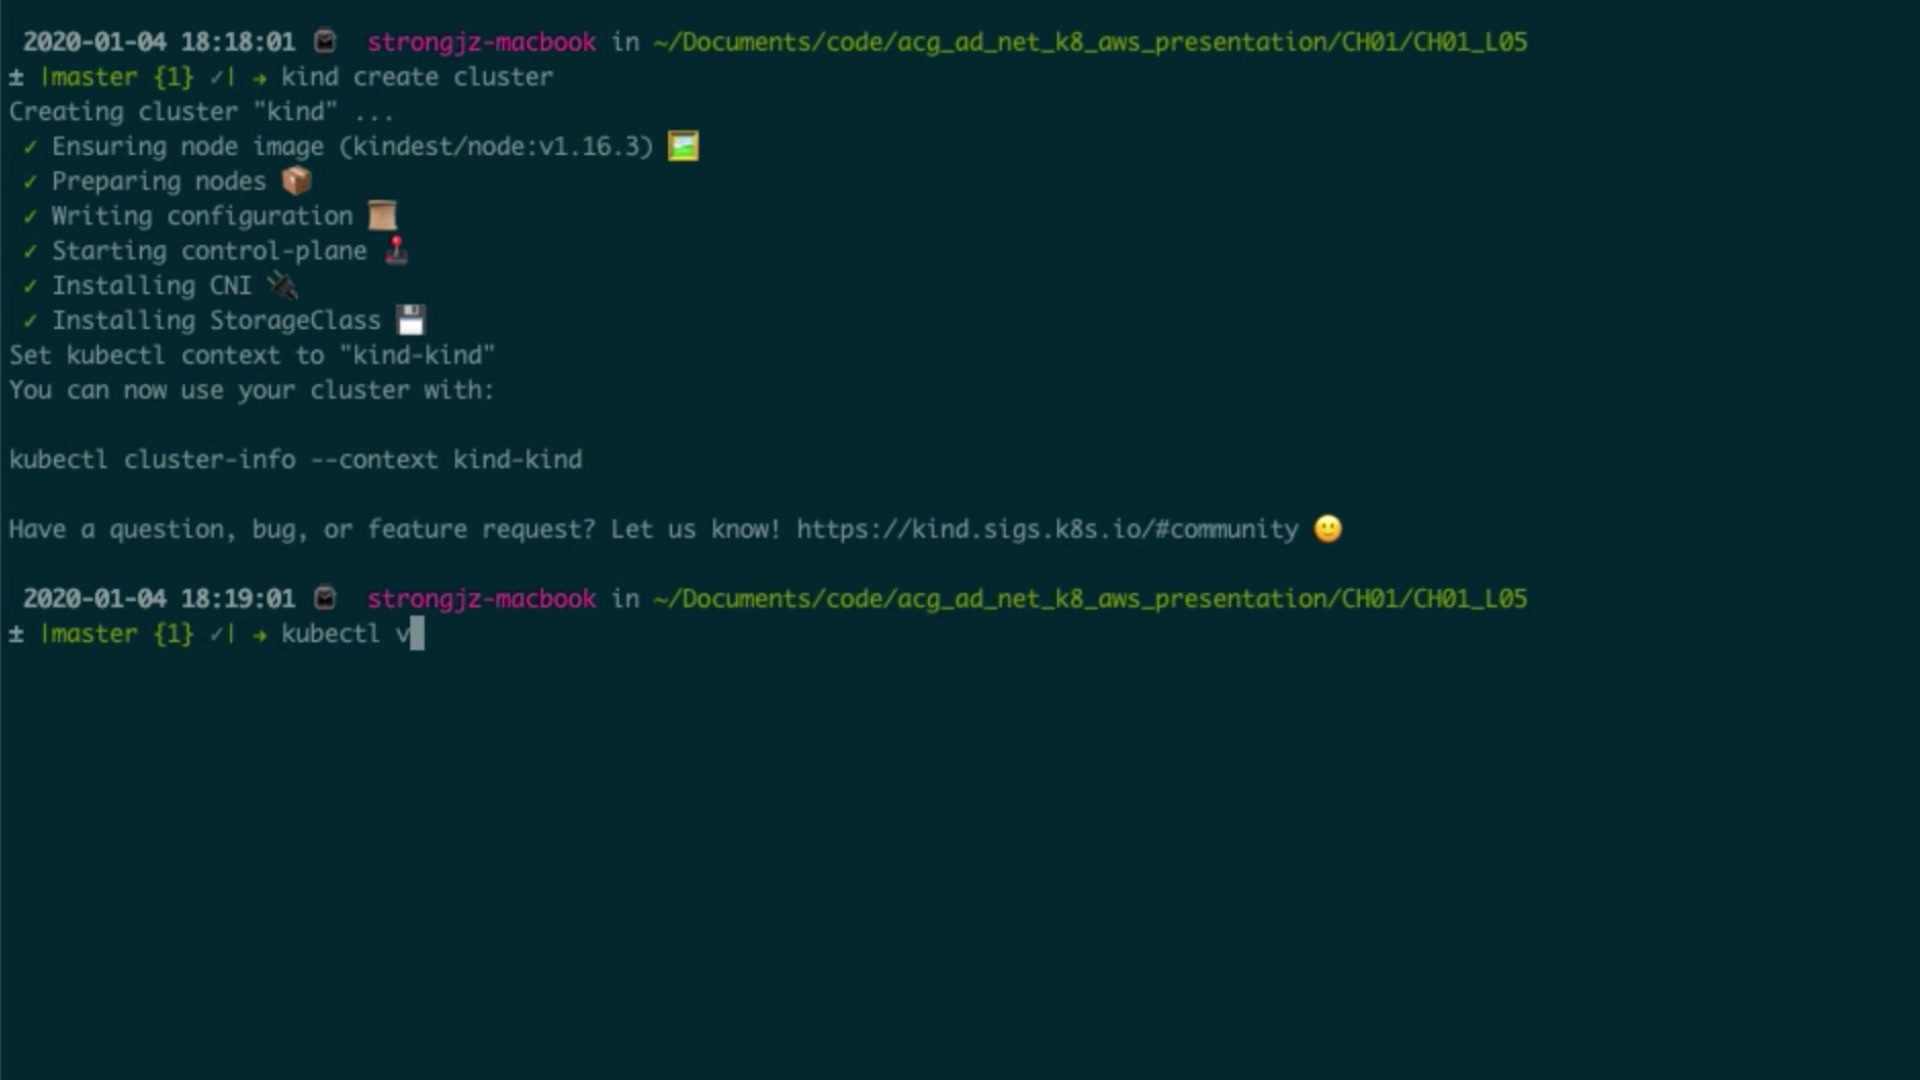 2020-01-04 18:18:01 strongjz-macbook in ~/Documents/code/acg_ad_net_k8_aws_presentation/CH01/CH01_L05
± |master {1} ✓| → kind create cluster
Creating cluster "kind" ...
✓ Ensuring node image (kindest/node:v1.16.3) 🖼
✓ Preparing nodes 📦
✓ Writing configuration 📜
✓ Starting control-plane 🕹
✓ Installing CNI 🔌
✓ Installing StorageClass 💾
Set kubectl context to "kind-kind"
You can now use your cluster with:
kubectl cluster-info --context kind-kind
Have a question, bug, or feature request? Let us know! https://kind.sigs.k8s.io/#community 🙂
2020-01-04 18:19:01 strongjz-macbook in ~/Documents/code/acg_ad_net_k8_aws_presentation/CH01/CH01_L05
± |master {1} ✓| → kubectl v